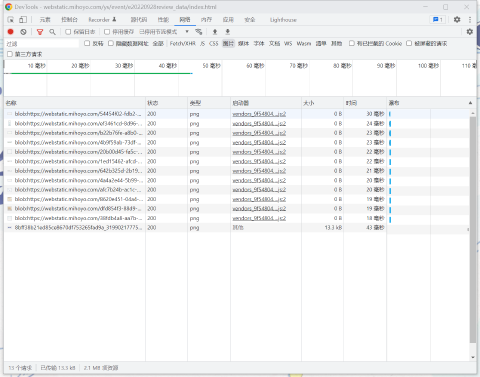 DevTools - webstatic.mihoyo.com/ys/event/e20220928review_data/index.html
元素 控制台 Recorder 源代码 性能 网络 内存 应用 安全 Lighthouse 1
保留日志 停用缓存 已停用节流模式
过滤 反转 隐藏数据网址 全部 Fetch/XHR JS CSS 图片 媒体 字体 文档 WS Wasm 清单 其他 有已拦截的 Cookie 被屏蔽的请求
第三方请求
10 毫秒 20 毫秒 30 毫秒 40 毫秒 50 毫秒 60 毫秒 70 毫秒 80 毫秒 90 毫秒 100 毫秒 110
名称 状态 类型 启动器 大小 时间 瀑布
blob:https://webstatic.mihoyo.com/54454f02-fdb2-... 200 png vendors_9f54804....js:2 0 B 30 毫秒
blob:https://webstatic.mihoyo.com/ef3461cd-9d96-... 200 png vendors_9f54804....js:2 0 B 24 毫秒
blob:https://webstatic.mihoyo.com/b22b76fe-a8b0-... 200 png vendors_9f54804....js:2 0 B 23 毫秒
blob:https://webstatic.mihoyo.com/4b9f59ab-73df-... 200 png vendors_9f54804....js:2 0 B 23 毫秒
blob:https://webstatic.mihoyo.com/20b00d45-fa5c-... 200 png vendors_9f54804....js:2 0 B 22 毫秒
blob:https://webstatic.mihoyo.com/1ed15462-afcd-... 200 png vendors_9f54804....js:2 0 B 21 毫秒
blob:https://webstatic.mihoyo.com/642b325d-2b19-... 200 png vendors_9f54804....js:2 0 B 21 毫秒
blob:https://webstatic.mihoyo.com/4a4a2e44-5b99-... 200 png vendors_9f54804....js:2 0 B 20 毫秒
blob:https://webstatic.mihoyo.com/afc7b24b-ac1c-... 200 png vendors_9f54804....js:2 0 B 20 毫秒
blob:https://webstatic.mihoyo.com/8620e451-04a4-... 200 png vendors_9f54804....js:2 0 B 19 毫秒
blob:https://webstatic.mihoyo.com/dfd854f3-88d9-... 200 png vendors_9f54804....js:2 0 B 19 毫秒
blob:https://webstatic.mihoyo.com/38fdb4a8-aa7b-... 200 png vendors_9f54804....js:2 0 B 18 毫秒
8bff38b21ed85ca8670df753265fad9a_31990217775... 200 png 其他 13.3 kB 43 毫秒
13 个请求 已传输 13.3 kB 2.1 MB 项资源